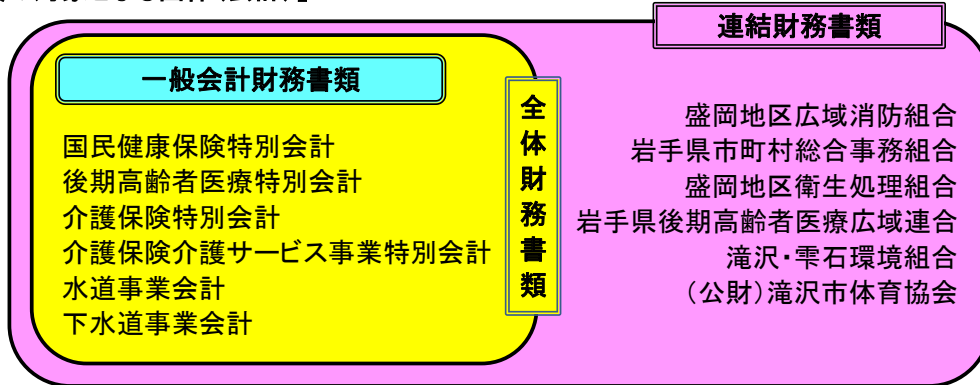 連結財務書類
一般会計財務書類
国民健康保険特別会計
後期高齢者医療特別会計
介護保険特別会計
介護保険介護サービス事業特別会計
水道事業会計
下水道事業会計
全体財務書類
盛岡地区広域消防組合
岩手県市町村総合事務組合
盛岡地区衛生処理組合
岩手県後期高齢者医療広域連合
滝沢・雫石環境組合
（公財）滝沢市体育協会